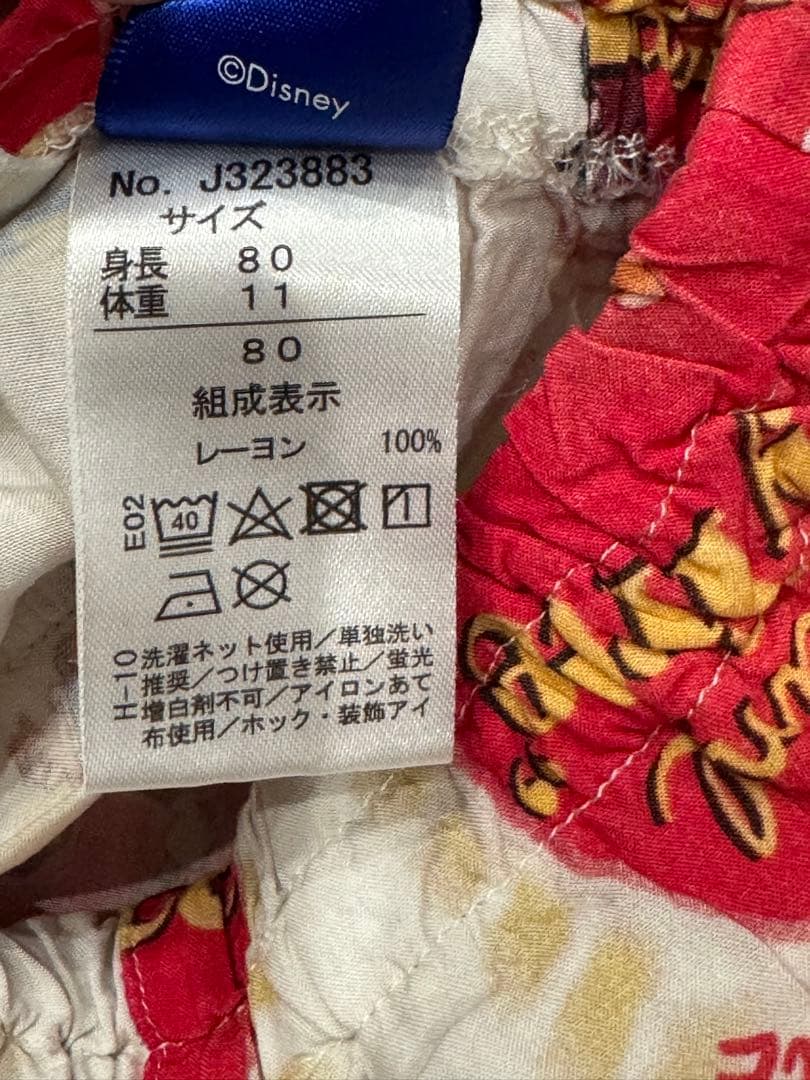 ©Disney
No. J323883
サイズ
身長 80
体重 11
80
組成表示
レーヨン 100%
E02
40
H-10
洗濯ネット使用／単独洗い
推奨／つけ置き禁止／蛍光
増白剤不可／アイロンあて
布使用／ホック・装飾アイ